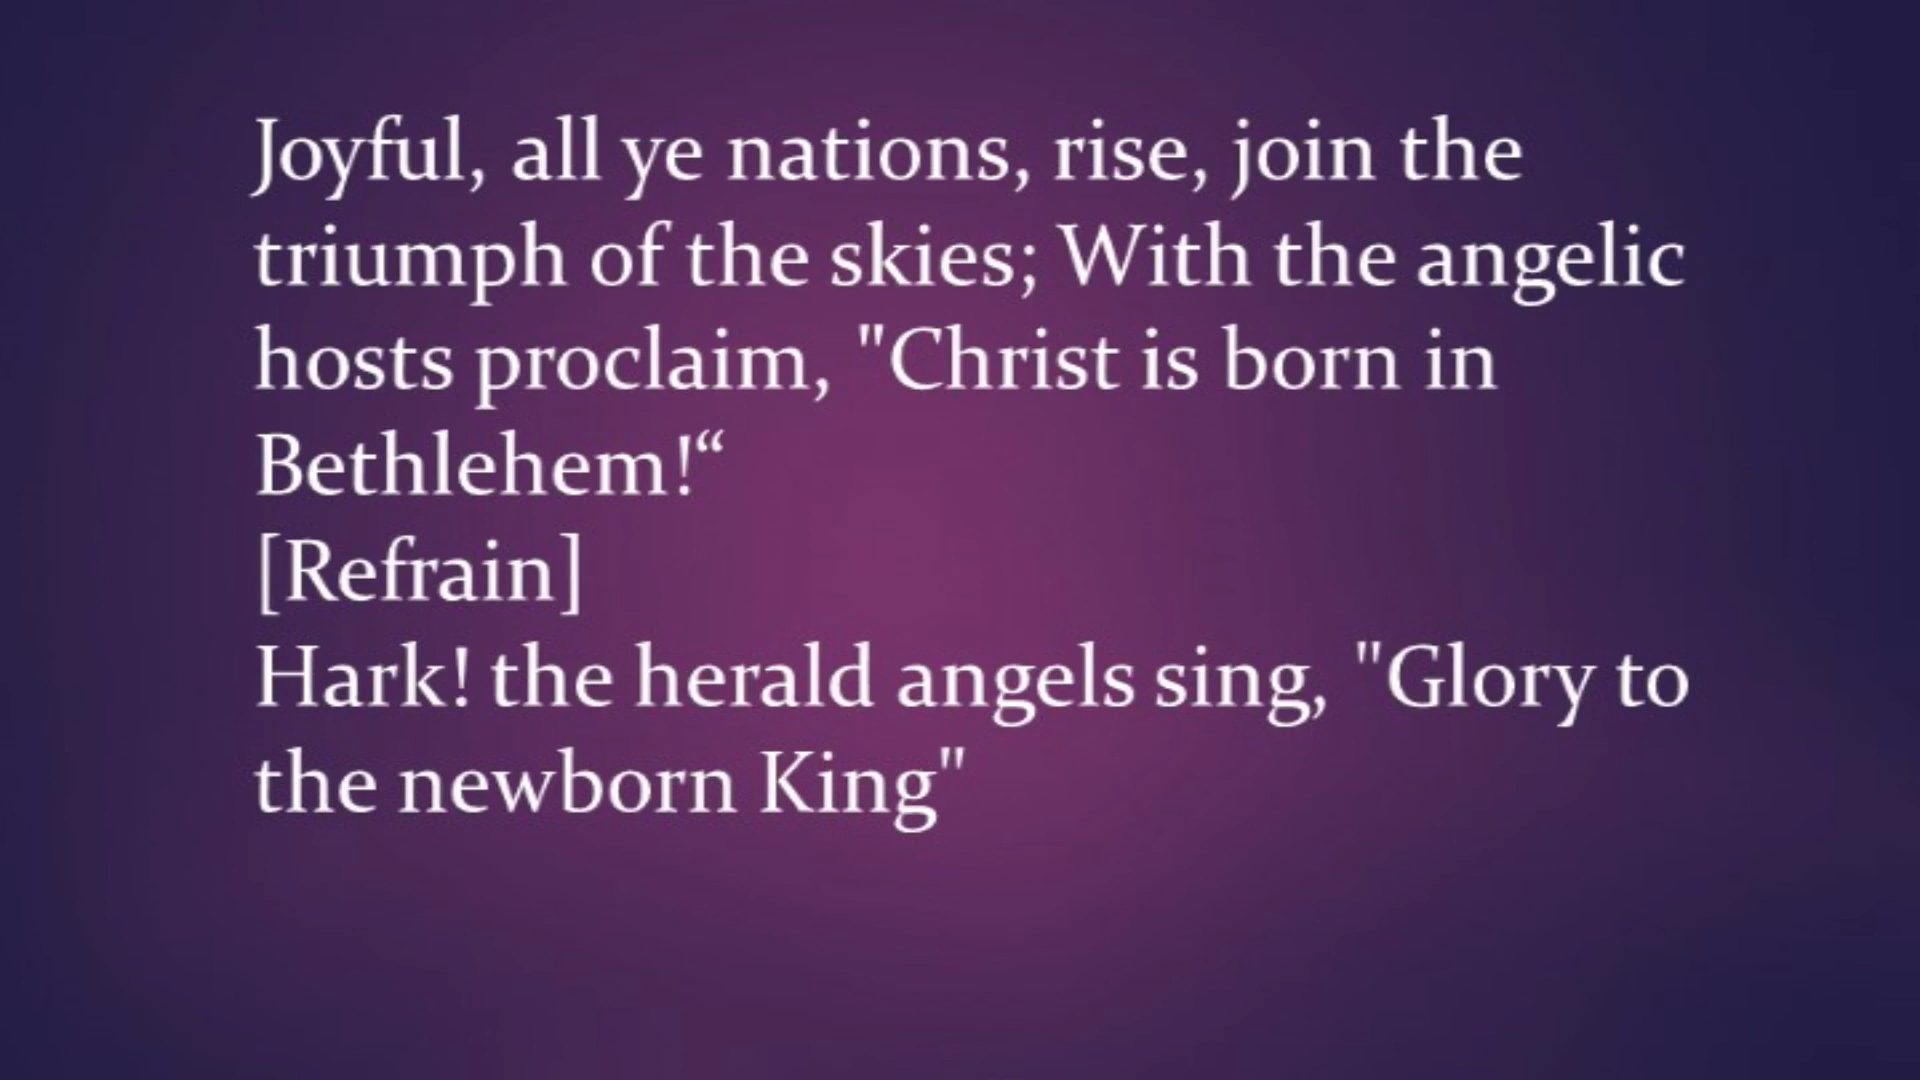 Joyful, all ye nations, rise, join the
triumph of the skies; With the angelic
hosts proclaim, "Christ is born in
Bethlehem!“
[Refrain]
Hark! the herald angels sing, "Glory to
the newborn King"